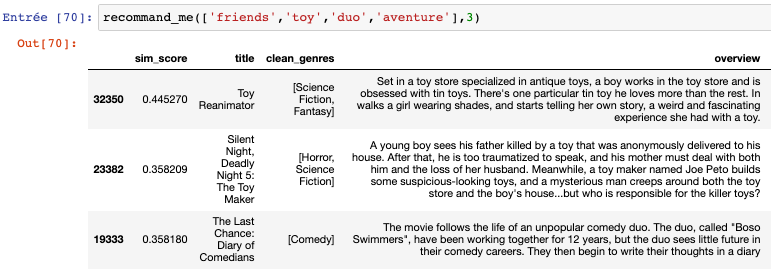 Entrée [70]: recommand_me(['friends','toy','duo','aventure'],3)
Out[70]:
sim_score title clean_genres overview
32350 0.445270 Toy Reanimator [Science Fiction, Fantasy] Set in a toy store specialized in antique toys, a boy works in the toy store and is
obsessed with tin toys. There's one particular tin toy he loves more than the rest. In
walks a girl wearing shades, and starts telling her own story, a weird and fascinating
experience she had with a toy.
23382 0.358209 Silent Night, Deadly Night 5: The Toy Maker [Horror, Science Fiction] A young boy sees his father killed by a toy that was anonymously delivered to his
house. After that, he is too traumatized to speak, and his mother must deal with both
him and the loss of her husband. Meanwhile, a toy maker named Joe Peto builds
some suspicious-looking toys, and a mysterious man creeps around both the toy
store and the boy's house...but who is responsible for the killer toys?
19333 0.358180 The Last Chance: Diary of Comedians [Comedy] The movie follows the life of an unpopular comedy duo. The duo, called "Boso
Swimmers", have been working together for 12 years, but the duo sees little future in
their comedy careers. They then begin to write their thoughts in a diary